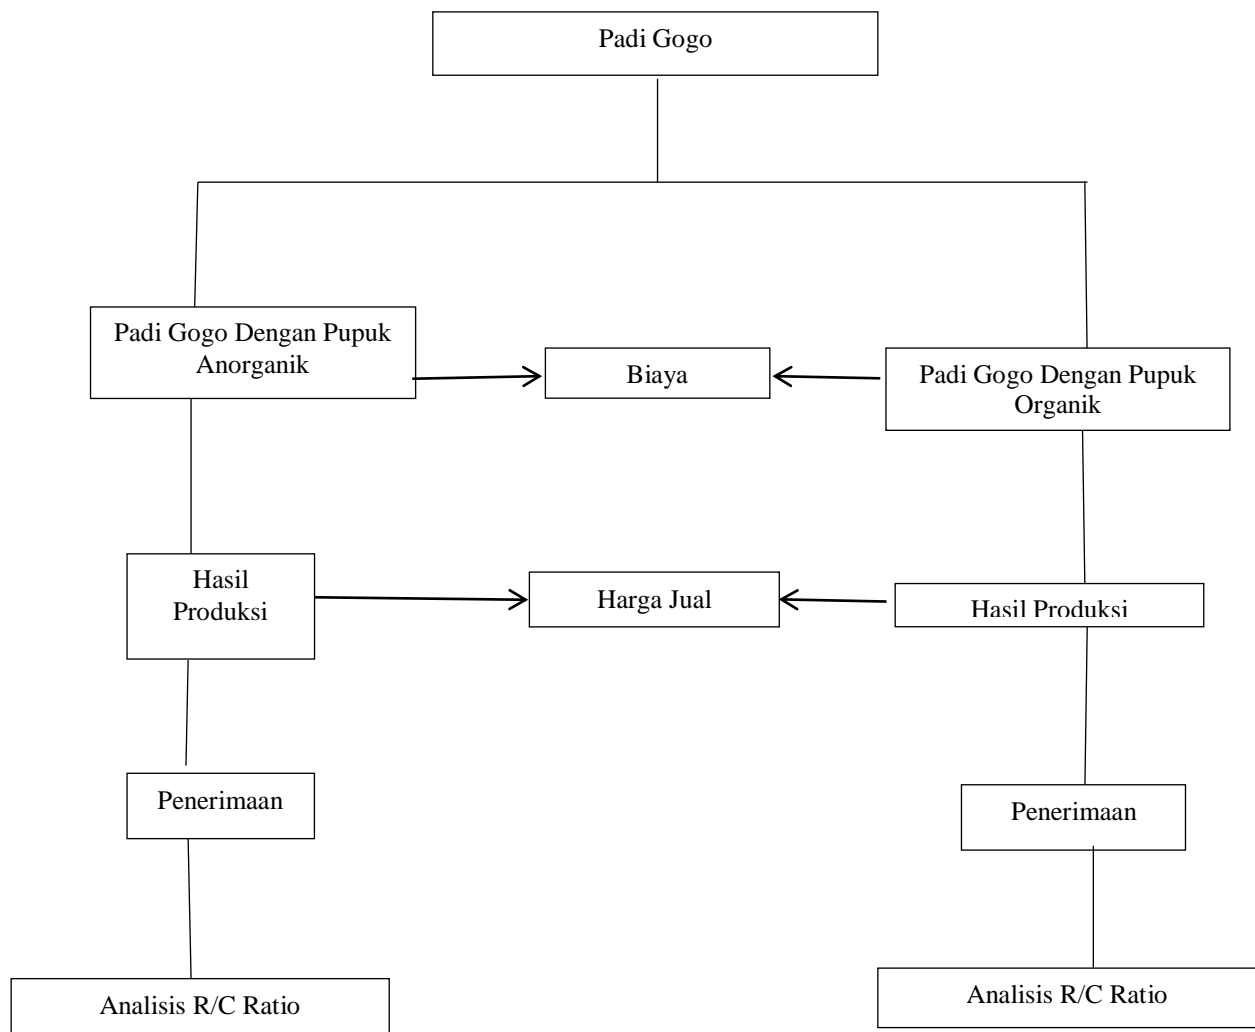 Padi Gogo
Padi Gogo Dengan Pupuk
Anorganik
Biaya
Padi Gogo Dengan Pupuk
Organik
Hasil
Produksi
Harga Jual
Hasil Produksi
Penerimaan
Penerimaan
Analisis R/C Ratio
Analisis R/C Ratio